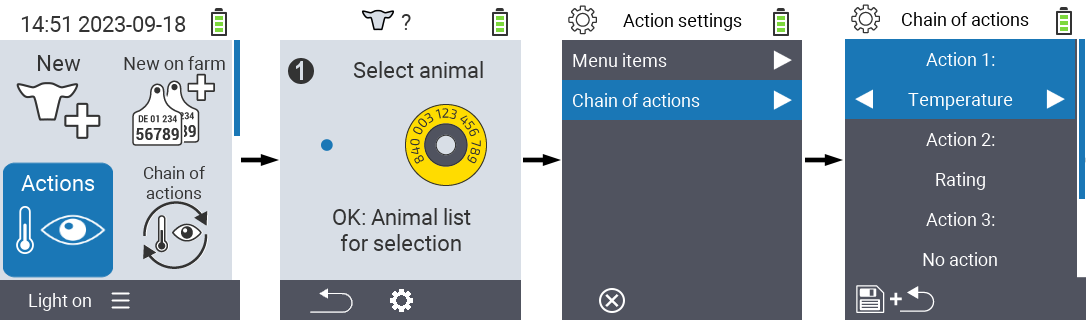 14:51 2023-09-18
New
New on farm
DE 01 234
56789
234
89
Actions
Chain of
actions
Light on
?
1
Select animal
840 003 123 456 789
OK: Animal list
for selection
Action settings
Menu items
Chain of actions
Chain of actions
Action 1:
Temperature
Action 2:
Rating
Action 3:
No action
+